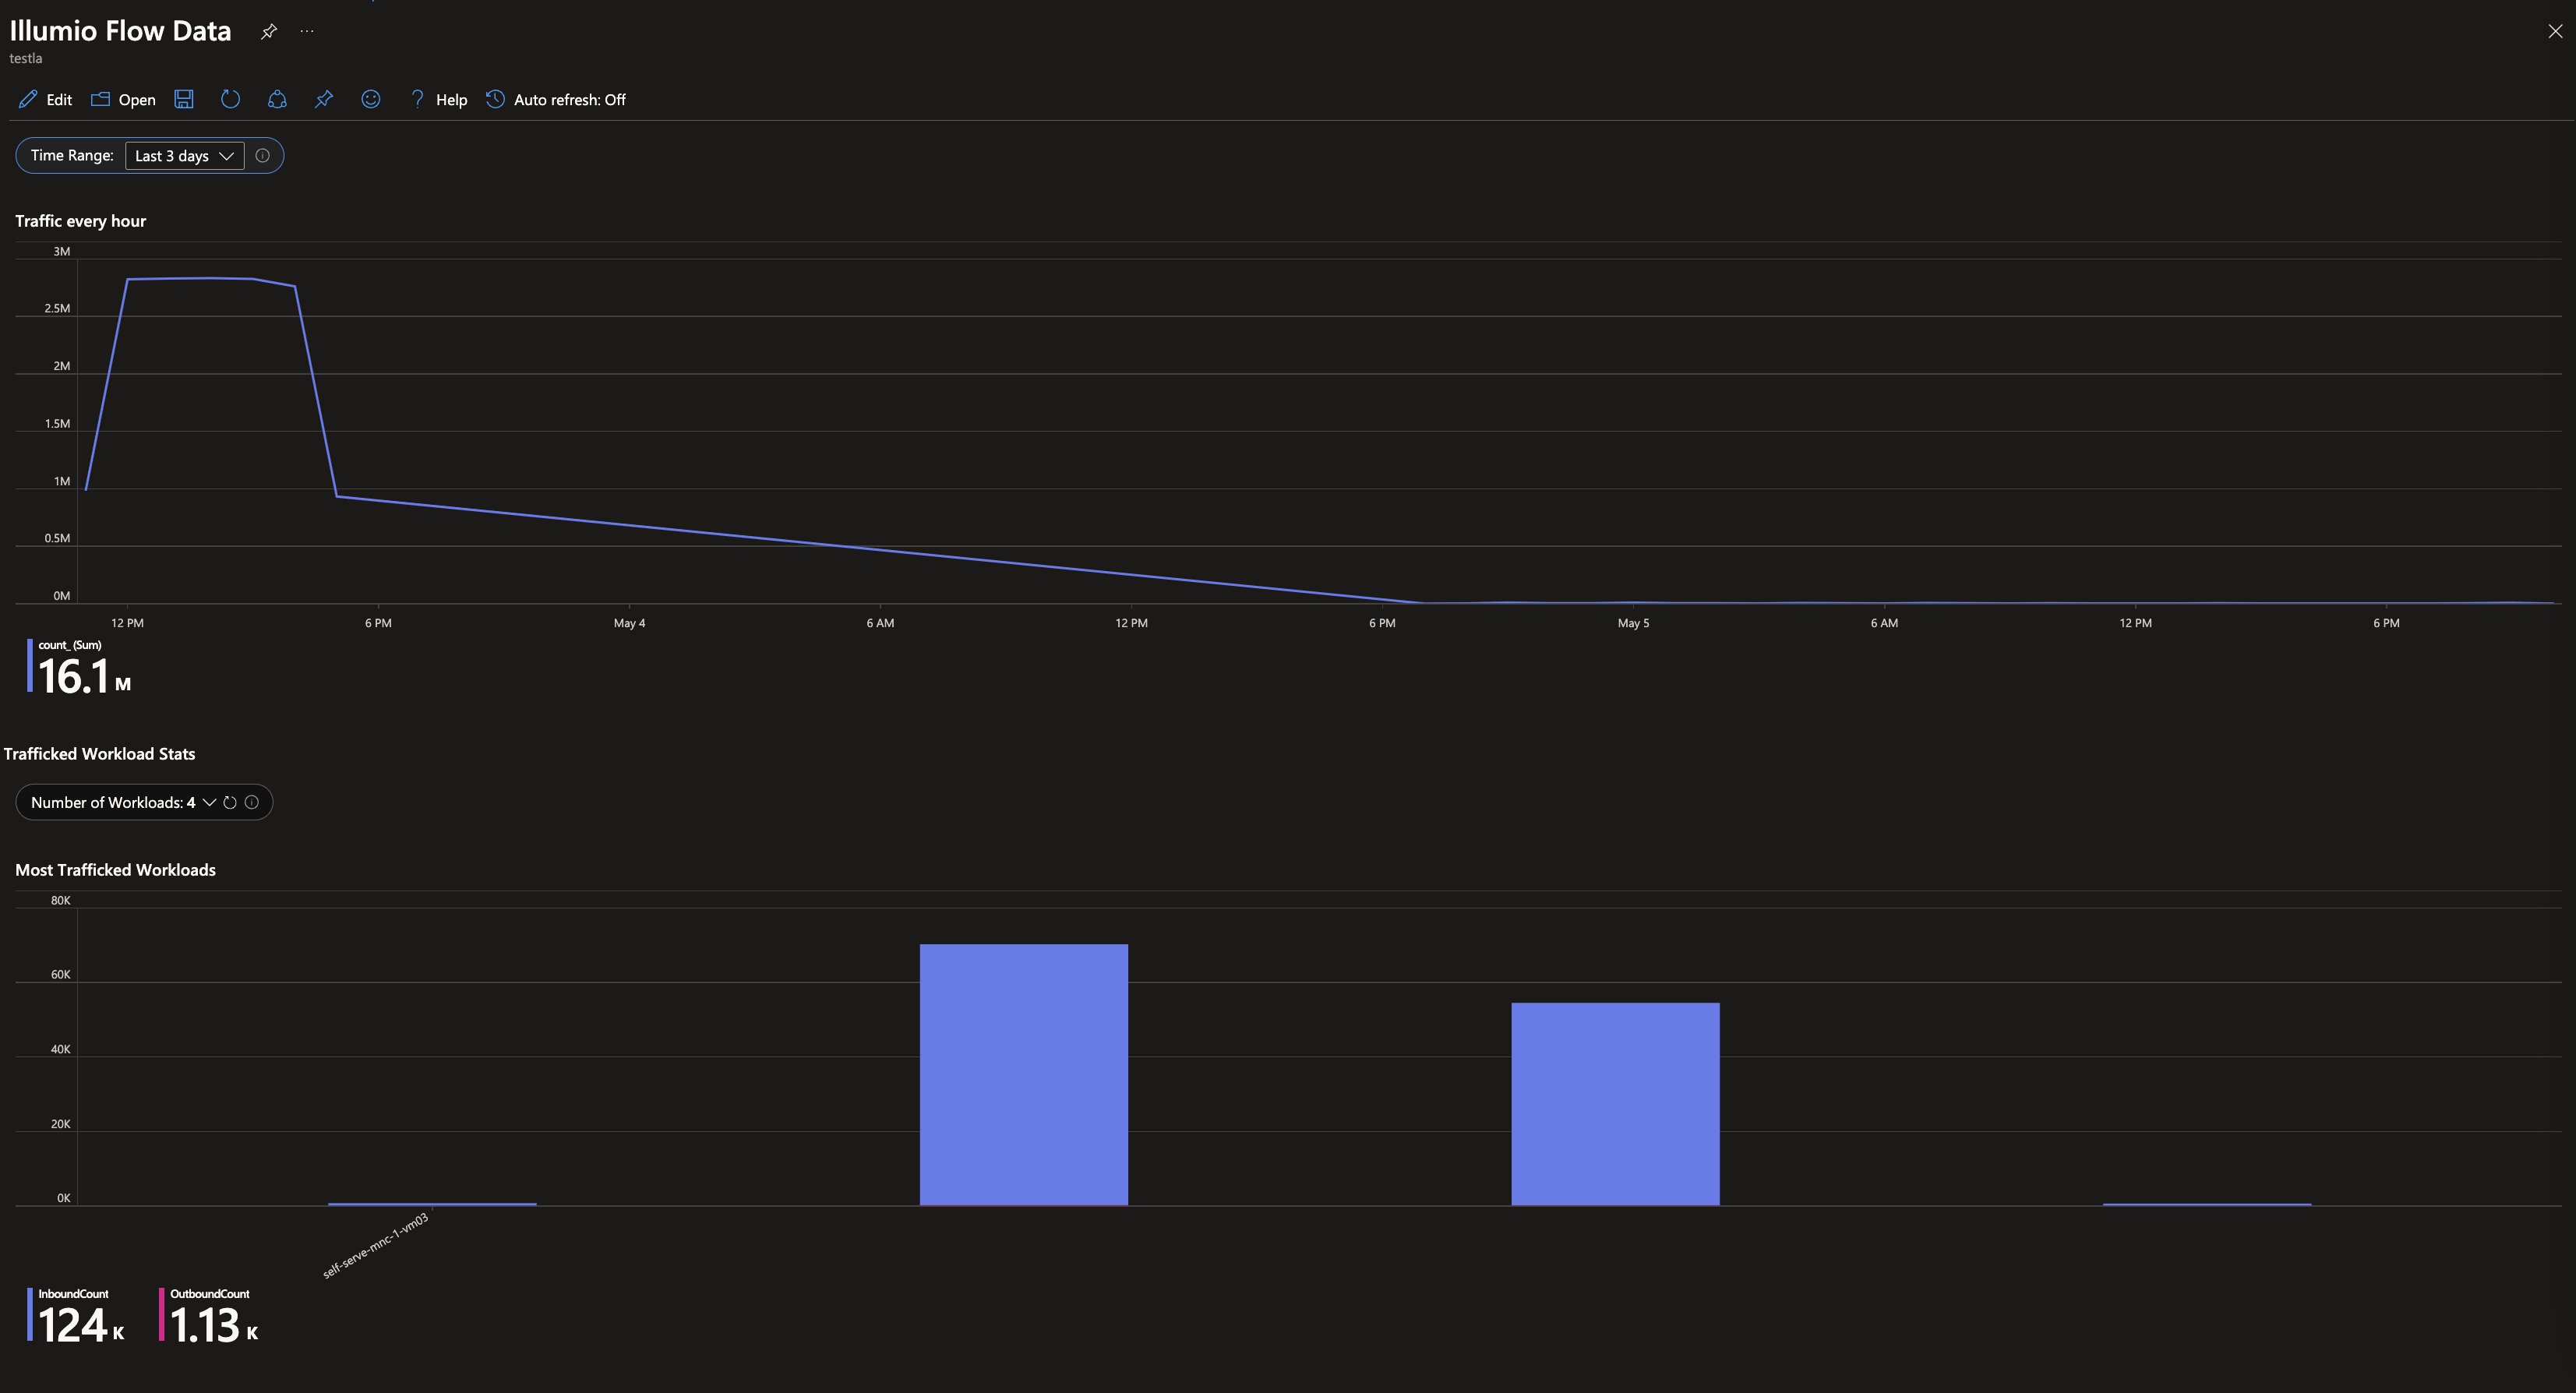 Illumio Flow Data
testla
Edit Open Help Auto refresh: Off
Time Range: Last 3 days
Traffic every hour
3M
2.5M
2M
1.5M
1M
0.5M
0M
12 PM 6 PM May 4 6 AM 12 PM 6 PM May 5 6 AM 12 PM 6 PM
count_ (Sum)
16.1 M
Trafficked Workload Stats
Number of Workloads: 4
Most Trafficked Workloads
80K
60K
40K
20K
0K
self-serve-mnc-1-vm03
InboundCount OutboundCount
124 K 1.13 K